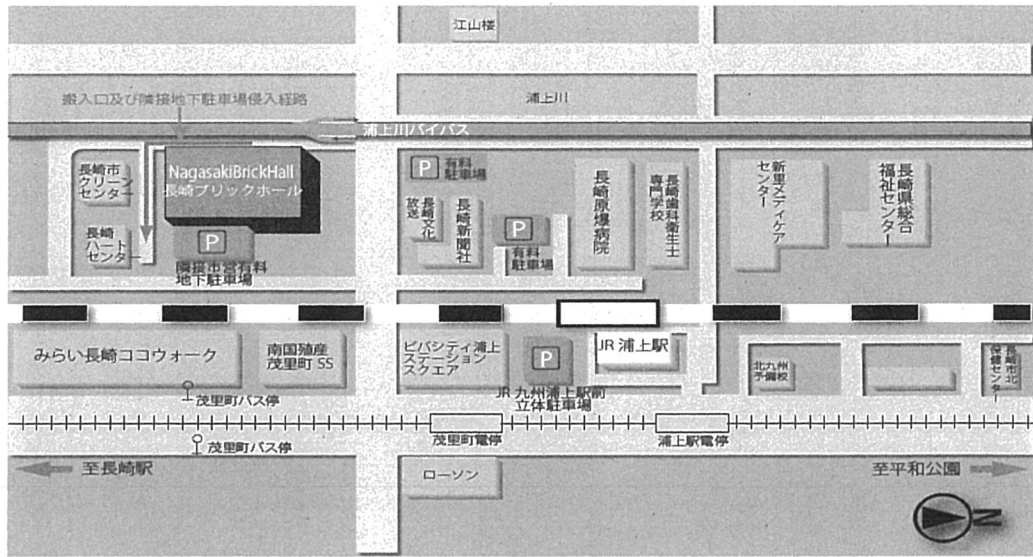 江山楼
浦上川
搬入口及び隣接地下駐車場侵入経路
浦上川バイパス
長崎市
クリーン
センター
NagasakiBrickHall
長崎ブリックホール
P
有料
駐車場
長崎文化
放送
長崎新聞社
P
有料
駐車場
長崎原爆病院
長崎歯科衛生士
専門学校
新里メディケア
センター
長崎県総合
福祉センター
長崎
ハート
センター
P
隣接市営有料
地下駐車場
みらい長崎ココウォーク
南国殖産
茂里町 SS
ビバシティ浦上
ステーション
スクエア
P
JR 九州浦上駅前
立体駐車場
JR 浦上駅
北九州
予備校
長崎市北
保健センター
茂里町バス停
茂里町バス停
茂里町電停
浦上駅電停
至長崎駅
ローソン
至平和公園
N